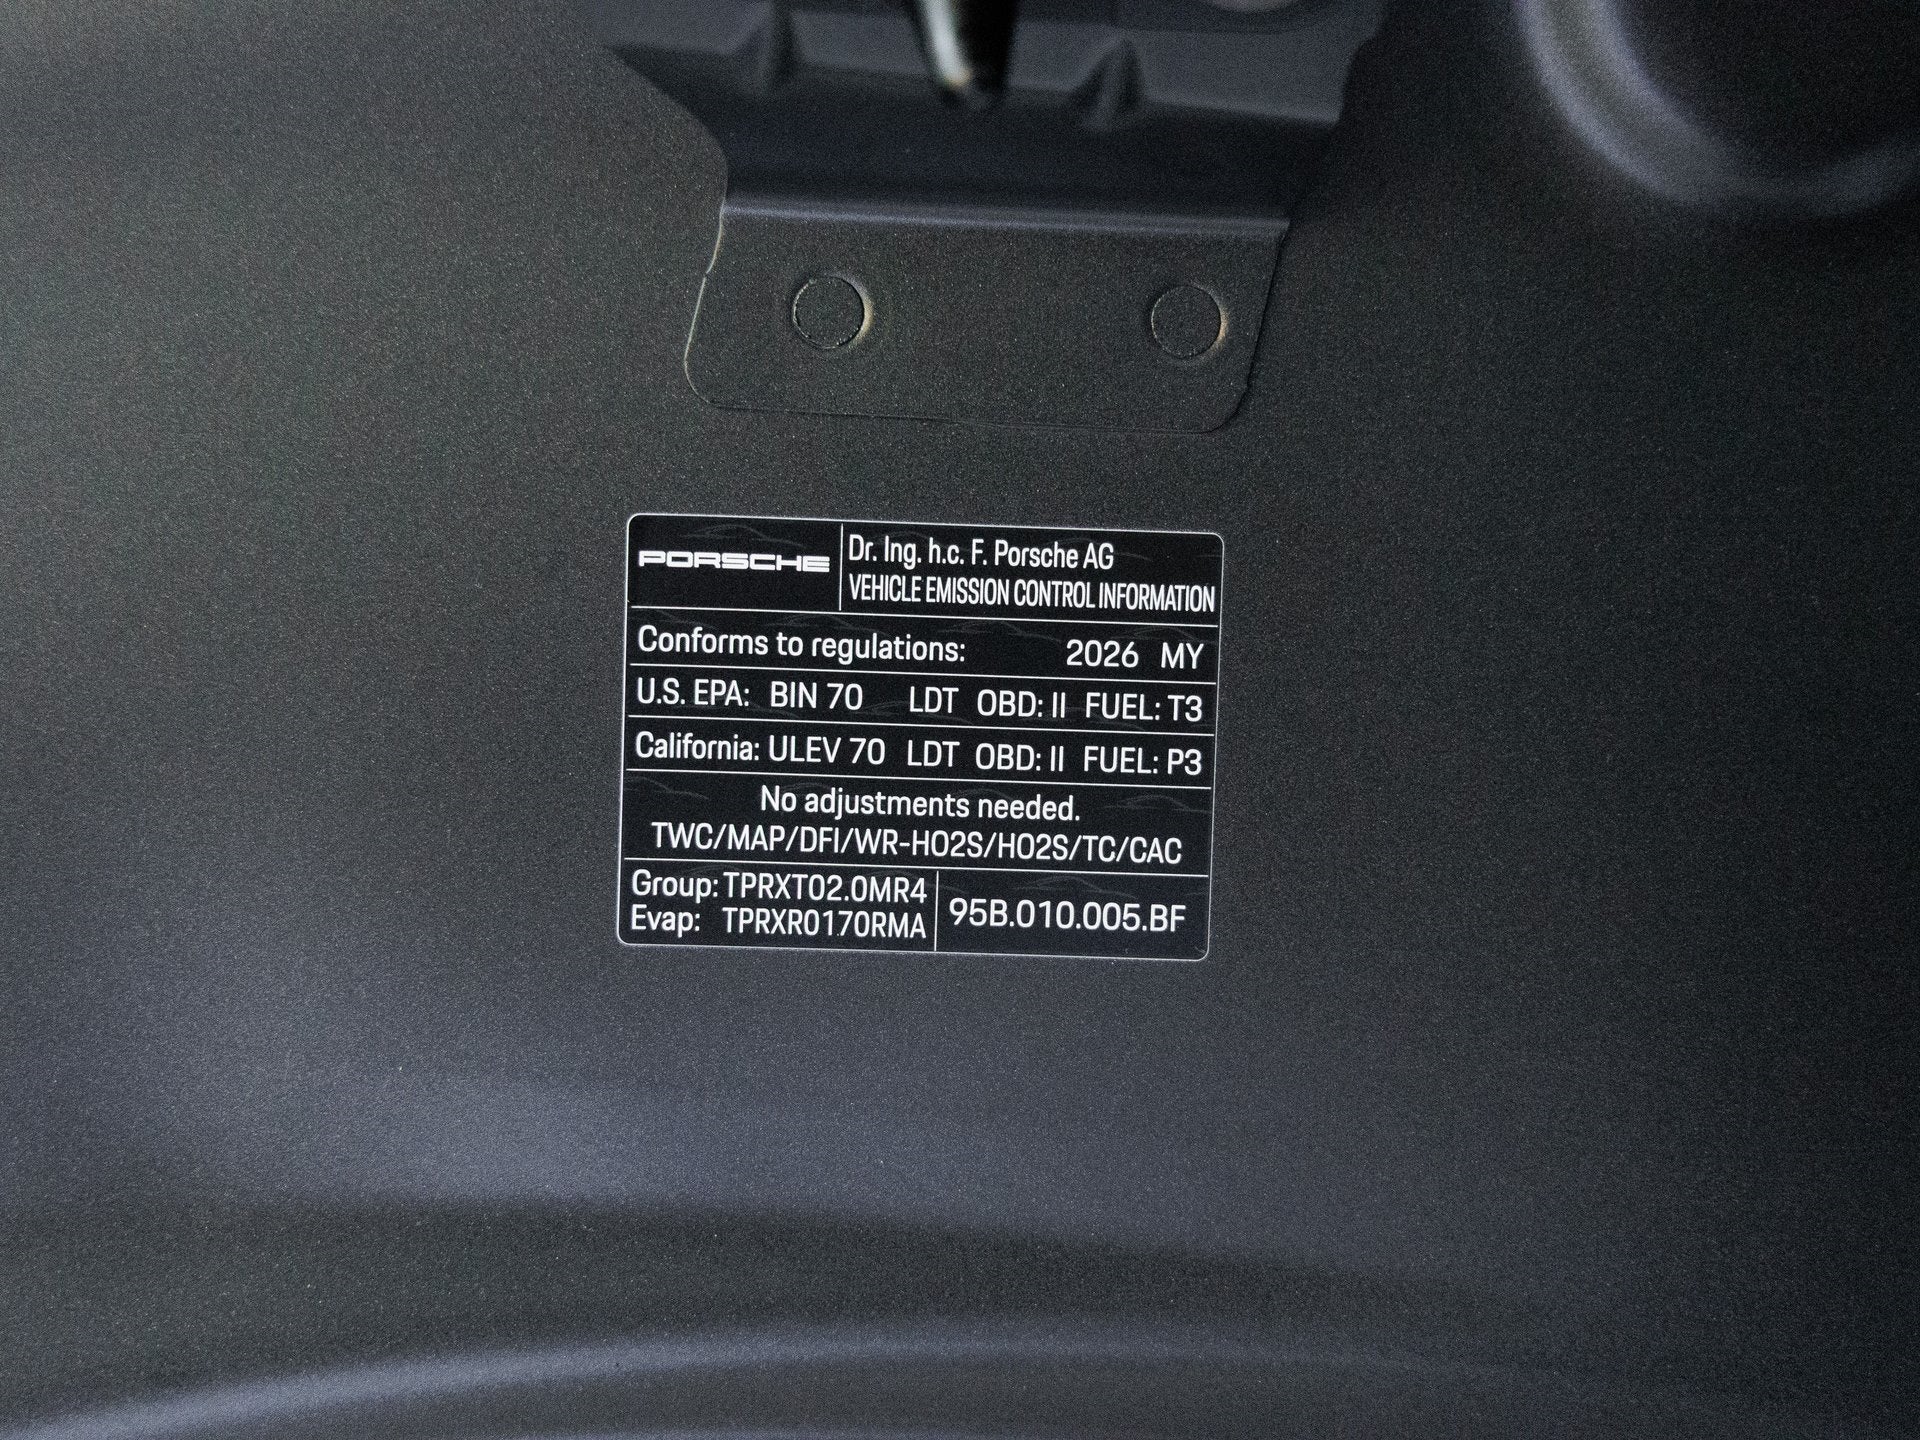 PORSCHE
Dr. Ing. h.c. F. Porsche AG
VEHICLE EMISSION CONTROL INFORMATION
Conforms to regulations: 2026 MY
U.S. EPA: BIN 70 LDT OBD: II FUEL: T3
California: ULEV 70 LDT OBD: II FUEL: P3
No adjustments needed.
TWC/MAP/DFI/WR-HO2S/HO2S/TC/CAC
Group: TPRXT02.0MR4
Evap: TPRXR0170RMA
95B.010.005.BF